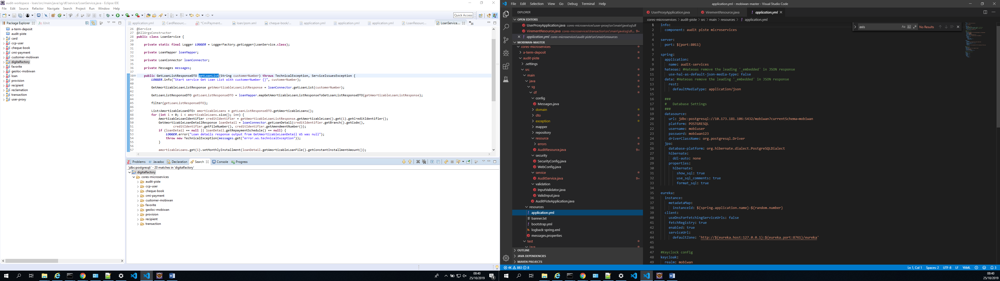 audit-workspace - loan/src/main/java/sg/df/service/LoanService.java - Eclipse IDE
File Edit Source Refactor Navigate Search Project Run Window Help
Quick Access
Package Explorer JUnit
a-term-deposit
audit-piste
card
ccp-user
cheque-book
cmi-payment
customer-mobiwan
digitalfactory
favorite
geoloc-mobiwan
loan
provision
recipient
reclamation
transaction
user-proxy
application.yml CardResourc... *CmiPayment... loan/pom.xml cheque-book/... application.yml application.yml application.yml LoanResourc... LoanService.... 35
26 @Service
27 @AllArgsConstructor
28 public class LoanService {
29
30 private static final Logger LOGGER = LoggerFactory.getLogger(LoanService.class);
31
32 private LoanMapper loanMapper;
33
34 private LoanConnector loanConnector;
35
36 private Messages messages;
37
38 public GetLoanListResponseDTO getLoanList(String customerNumber) throws TechnicalException, ServiceIssuesException {
39 LOGGER.info("Start service Get Loan List with customerNumber {}", customerNumber);
40
41 GetAmortizableLoanListResponse getAmortizableLoanListResponse = loanConnector.getLoanList(customerNumber);
42
43 GetLoanListResponseDTO getLoanListResponseDTO = loanMapper.mapGetAmortizableLoanResponseToGetLoanListResponseDTO(getAmortizableLoanListResponse);
44
45 filter(getLoanListResponseDTO);
46
47 List<AmortizableLoanDTO> amortizableLoans = getLoanListResponseDTO.getAmortizableLoans();
48 for (int i = 0; i < amortizableLoans.size(); i++) {
49 AmortizableLoanIdentifier creditIdentifier = getAmortizableLoanListResponse.getAmortizableLoan().get(i).getCreditIdentifier();
50 GetAmortizableLoanDetailResponse loanDetail = loanConnector.getLoanDetail(creditIdentifier.getBranch().getCode(),
51 creditIdentifier.getFileNumber(), creditIdentifier.getAmendmentNumber());
52 if (loanDetail == null || loanDetail.getRepaymentSchedule() == null) {
53 LOGGER.error("Loan details response output from GetAmortizableLoanDetail WS was null");
54 throw new TechnicalException(messages.get("error.ws.technicalException"));
55 }
56
57 amortizableLoans.get(i).setMonthlyInstallment(loanDetail.getAmortizableLoanFile().getConstantInstallmentAmount());
Problems Javadoc Declaration Search Console Progress
'jdbc:postgresql:' - 20 matches in 'digitalfactory'
digitalfactory
cores-microservices
audit-piste
ccp-user
cheque-book
cmi-payment
customer-mobiwan
favorite
geoloc-mobiwan
provision
recipient
transaction
08:40
25/10/2019
4
File Edit Selection View Go Debug Terminal Help
application.yml - mobiwan-master - Visual Studio Code
EXPLORER
OPEN EDITORS
UserProxyApplication.java cores-microservices\user-proxy\src\main\java\sg\df
VirementResource.java cores-microservices\transaction\src\main\java\sg\df... 9+
application.yml cores-microservices\audit-piste\src\main\resources
MOBIWAN-MASTER
cores-microservices
a-term-deposit
audit-piste
.settings
src
main
java
sg
df
config
Messages.java
domain
dto
exception
mapper
repository
resource
errors
AuditResource.java 9+
security
SecurityConfig.java
WebConfig.java
service
AuditService.java 9+
validation
InputValidator.java
ValidInput.java
AuditPisteApplication.java
resources
application.yml
banner.txt
bootstrap.yml
logback-spring.xml
messages.properties
test
java
OUTLINE
JAVA DEPENDENCIES
MAVEN PROJECTS
UserProxyApplication.java VirementResource.java application.yml
cores-microservices > audit-piste > src > main > resources > application.yml
axis Aa Abl .* No Results
1 info:
2 component: audit piste microservices
3
4 server:
5 port: ${port:8011}
6
7 spring:
8 application:
9 name: audit-services
10 hateoas: #Hateoas remove the leading '_embedded' in JSON response
11 use-hal-as-default-json-media-type: false
12 data: #Hateoas remove the leading '_embedded' in JSON response
13 rest:
14 defaultMediaType: application/json
15
16 ###
17 # Database Settings
18 ###
19 datasource:
20 url: jdbc:postgresql://10.173.181.106:5432/mobiwan?currentSchema=mobiwan
21 platform: POSTGRESQL
22 username: mobiuser
23 password: mobiwan123
24 driverClassName: org.postgresql.Driver
25 jpa:
26 database-platform: org.hibernate.dialect.PostgreSQLDialect
27 hibernate:
28 ddl-auto: none
29 properties:
30 hibernate:
31 show_sql: true
32 use_sql_comments: true
33 format_sql: true
34
35 eureka:
36 instance:
37 metadataMap:
38 instanceId: ${spring.application.name}-${random.number}
39 client:
40 useDnsForFetchingServiceUrls: false
41 fetchRegistry: true
42 enabled: true
43 serviceUrl:
44 defaultZone: 'http://${eureka.host:127.0.0.1}:${eureka.port:8761}/eureka'
45
46
47 #Keyclock config
48 keycloak:
49 realm: mobiwan
4K 883 8
Ln 1, Col 1 Spaces: 2 UTF-8 LF YAML 3
08:40
25/10/2019